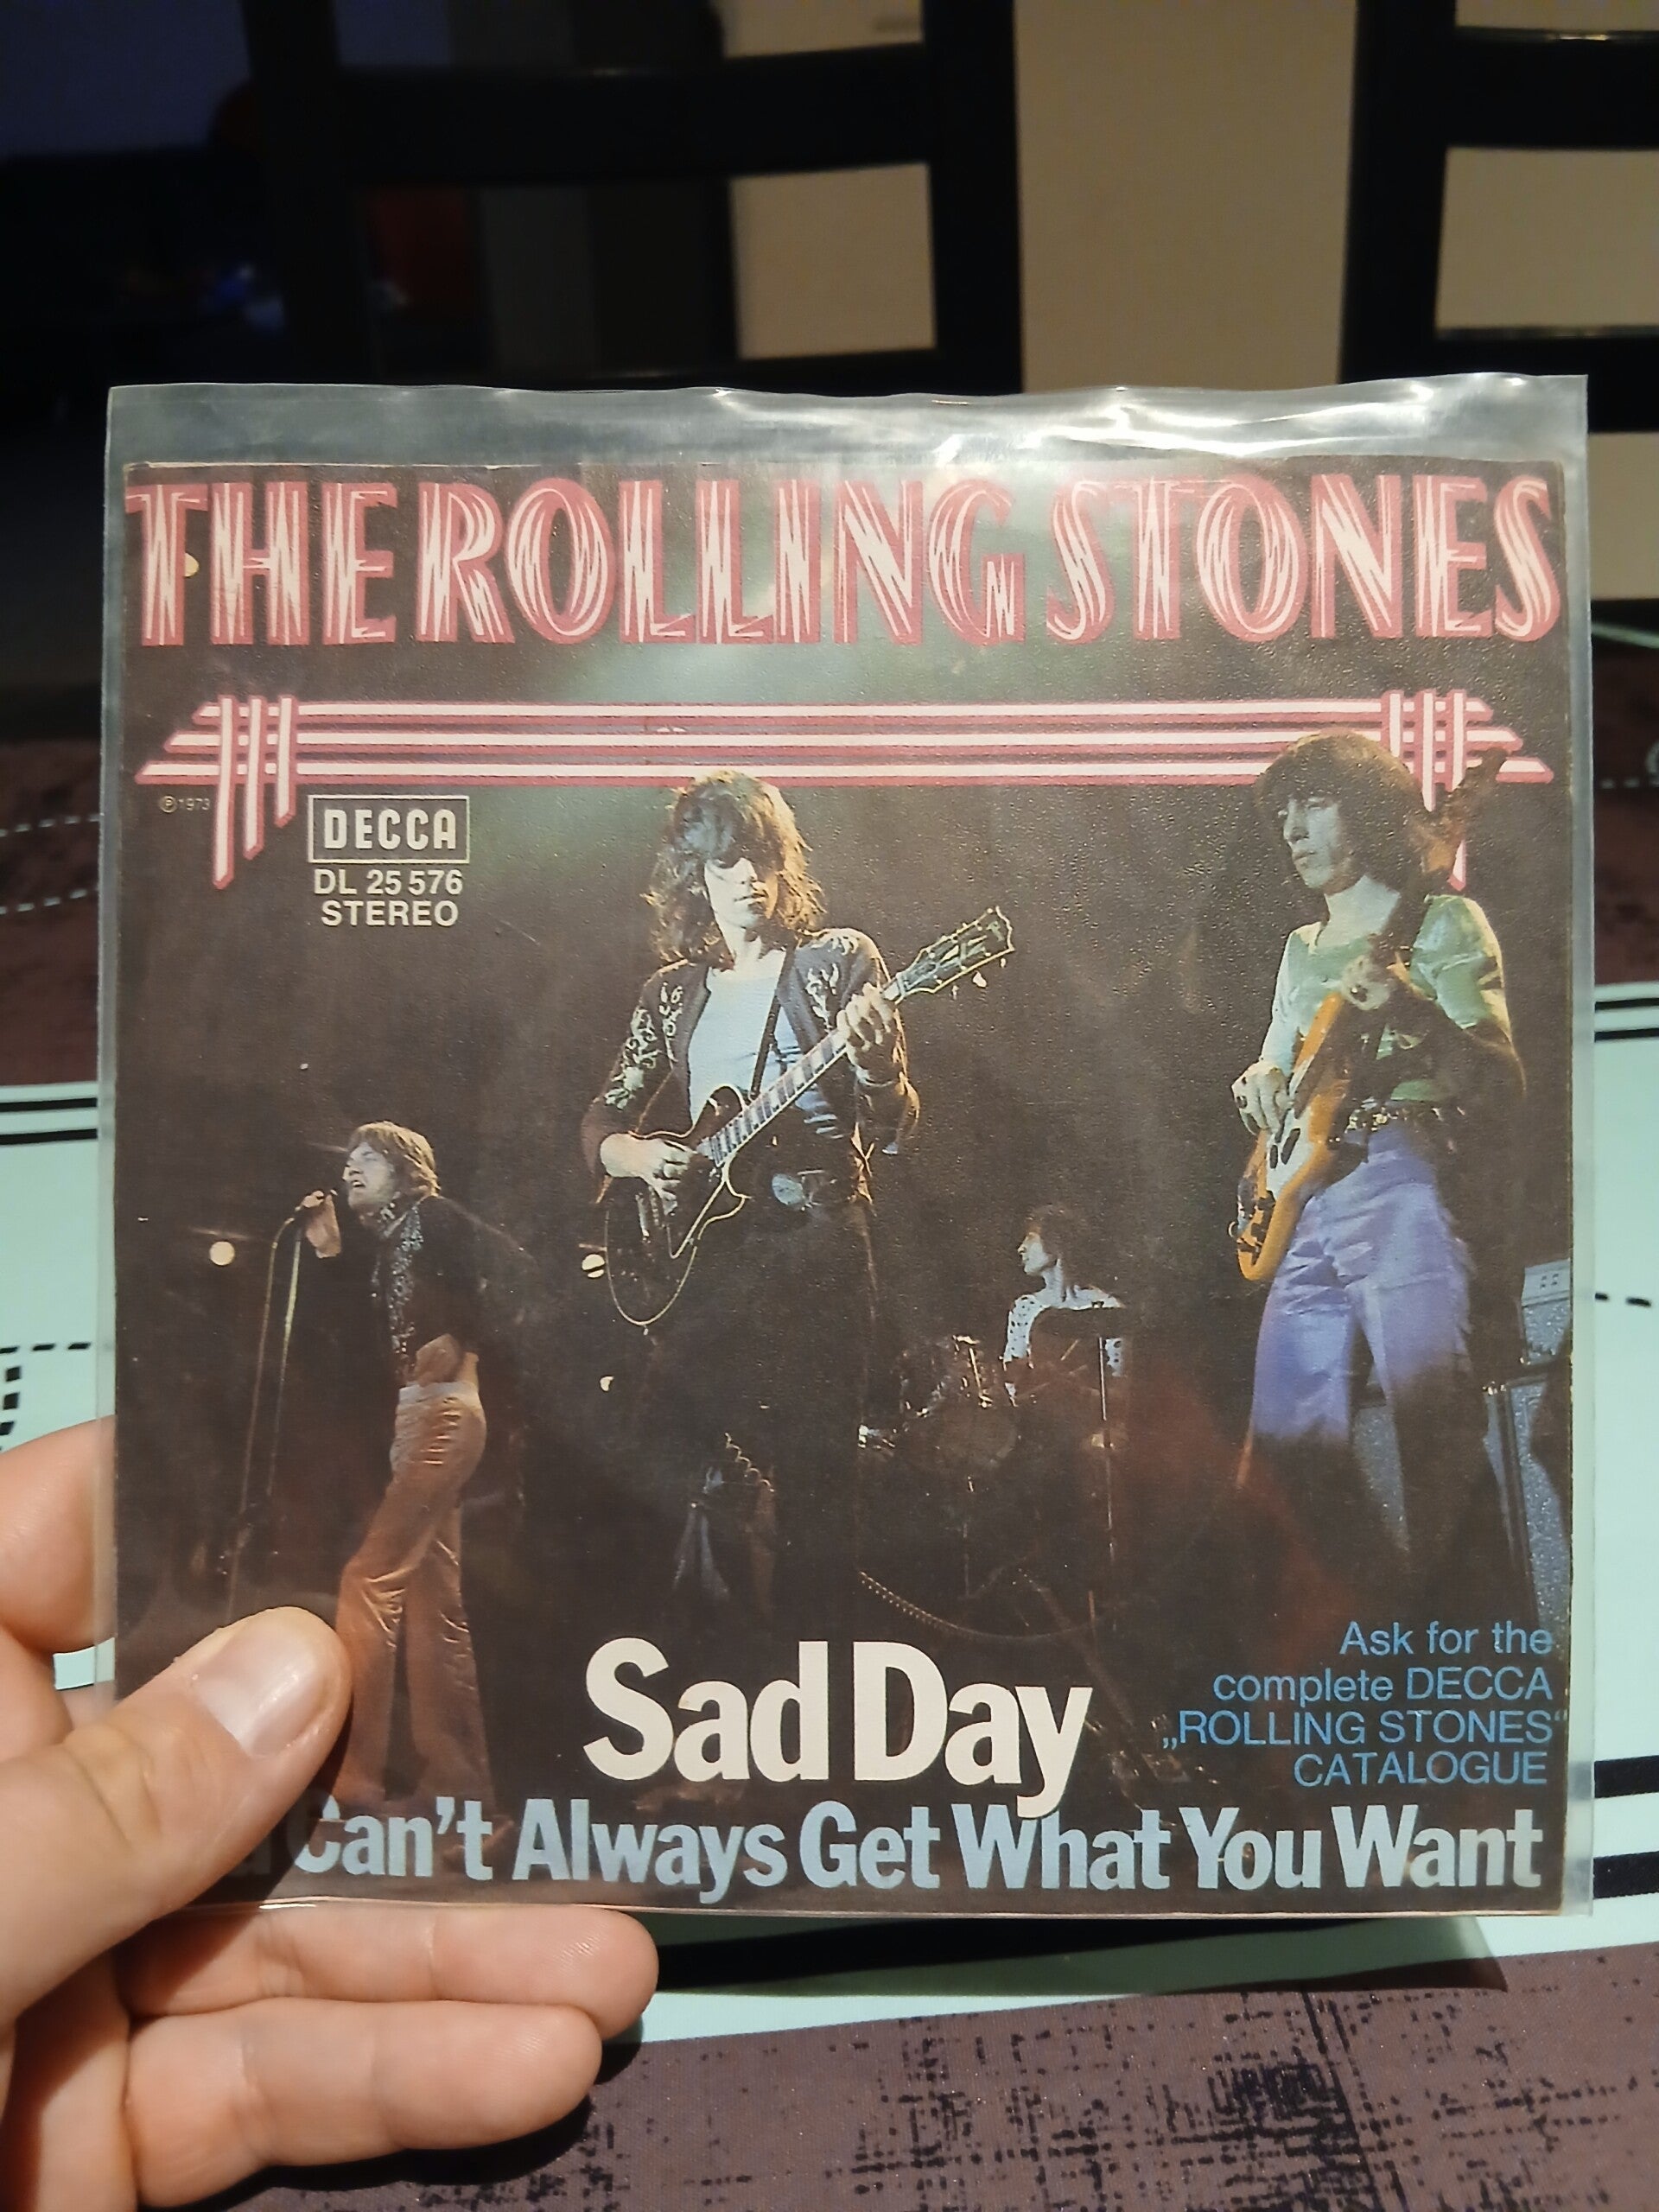 THE ROLLING STONES
℗ 1973
DECCA
DL 25 576
STEREO
Sad Day
Ask for the
complete DECCA
„ROLLING STONES“
CATALOGUE
Can't Always Get What You Want